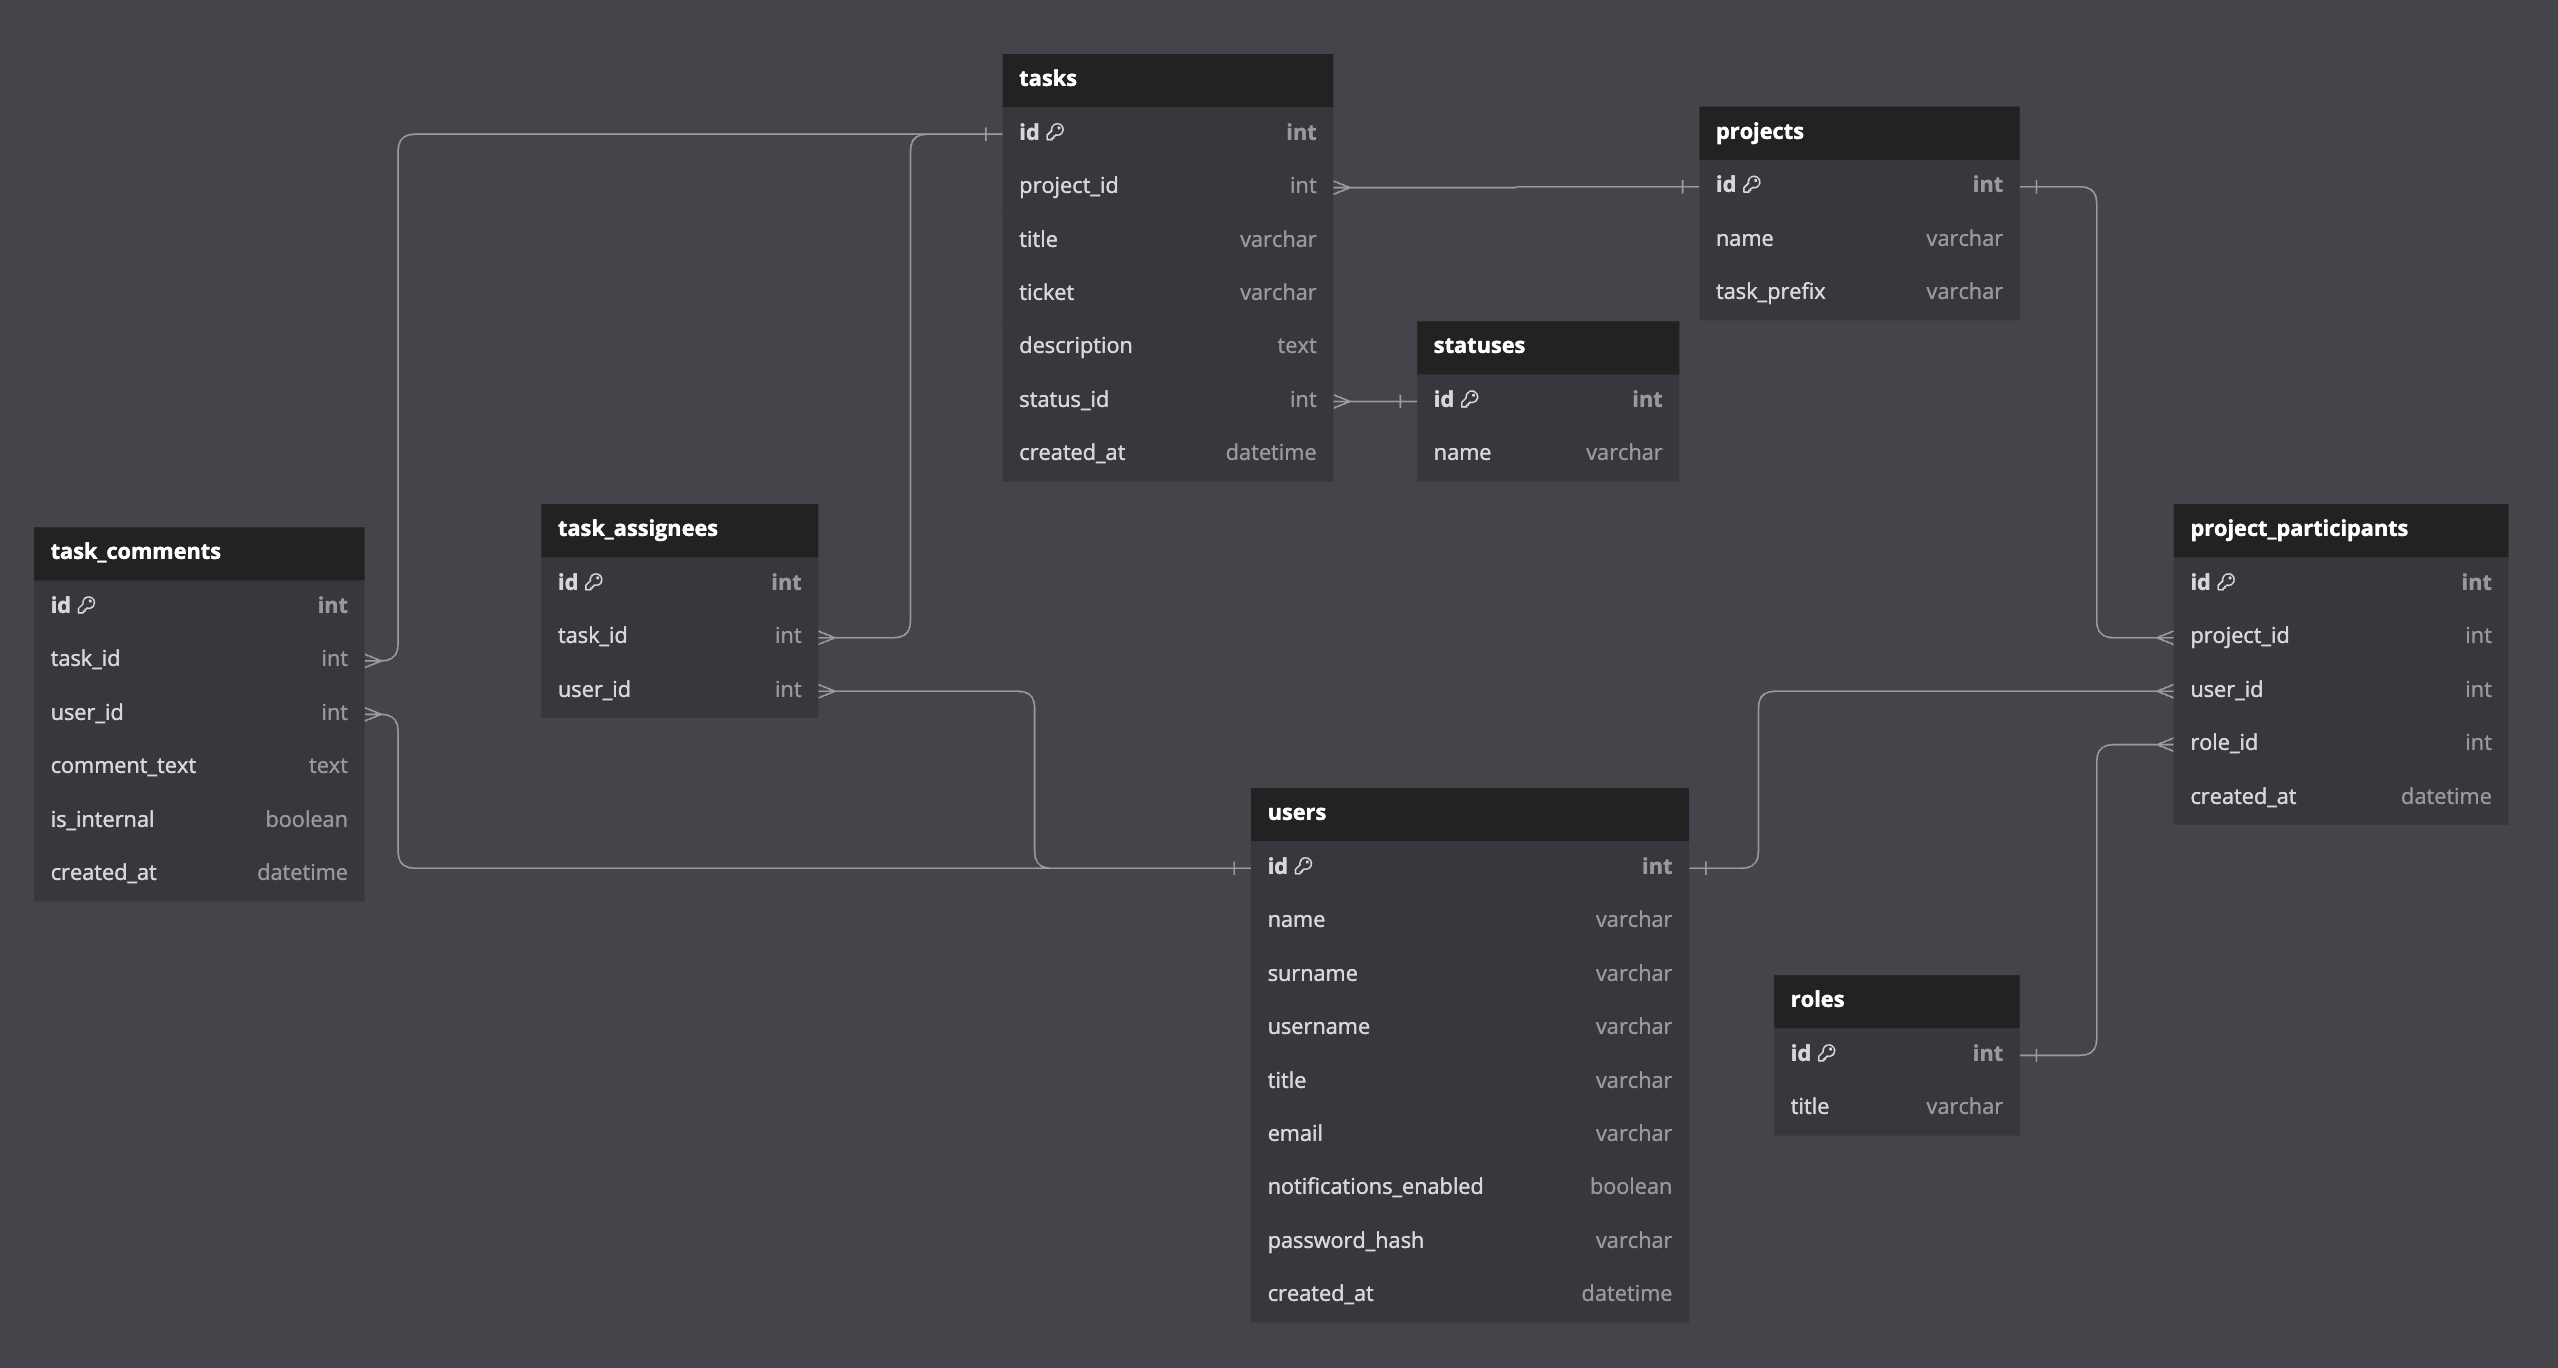 tasks
id int
project_id int
title varchar
ticket varchar
description text
status_id int
created_at datetime
projects
id int
name varchar
task_prefix varchar
statuses
id int
name varchar
task_comments
id int
task_id int
user_id int
comment_text text
is_internal boolean
created_at datetime
task_assignees
id int
task_id int
user_id int
project_participants
id int
project_id int
user_id int
role_id int
created_at datetime
users
id int
name varchar
surname varchar
username varchar
title varchar
email varchar
notifications_enabled boolean
password_hash varchar
created_at datetime
roles
id int
title varchar